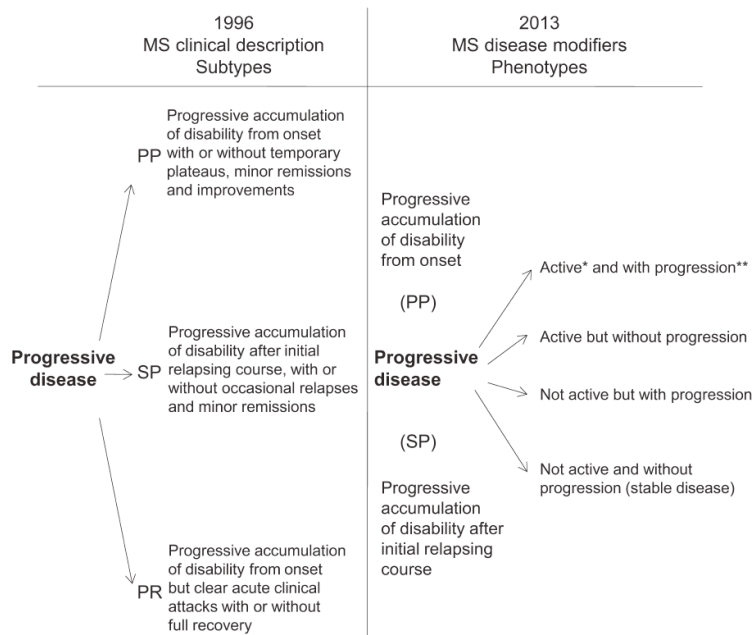 1996
MS clinical description
Subtypes
2013
MS disease modifiers
Phenotypes
Progressive disease
PP
Progressive accumulation
of disability from onset
with or without temporary
plateaus, minor remissions
and improvements
SP
Progressive accumulation
of disability after initial
relapsing course, with or
without occasional relapses
and minor remissions
PR
Progressive accumulation
of disability from onset
but clear acute clinical
attacks with or without
full recovery
Progressive
accumulation
of disability
from onset
(PP)
Progressive
disease
(SP)
Progressive
accumulation
of disability after
initial relapsing
course
Active* and with progression**
Active but without progression
Not active but with progression
Not active and without
progression (stable disease)